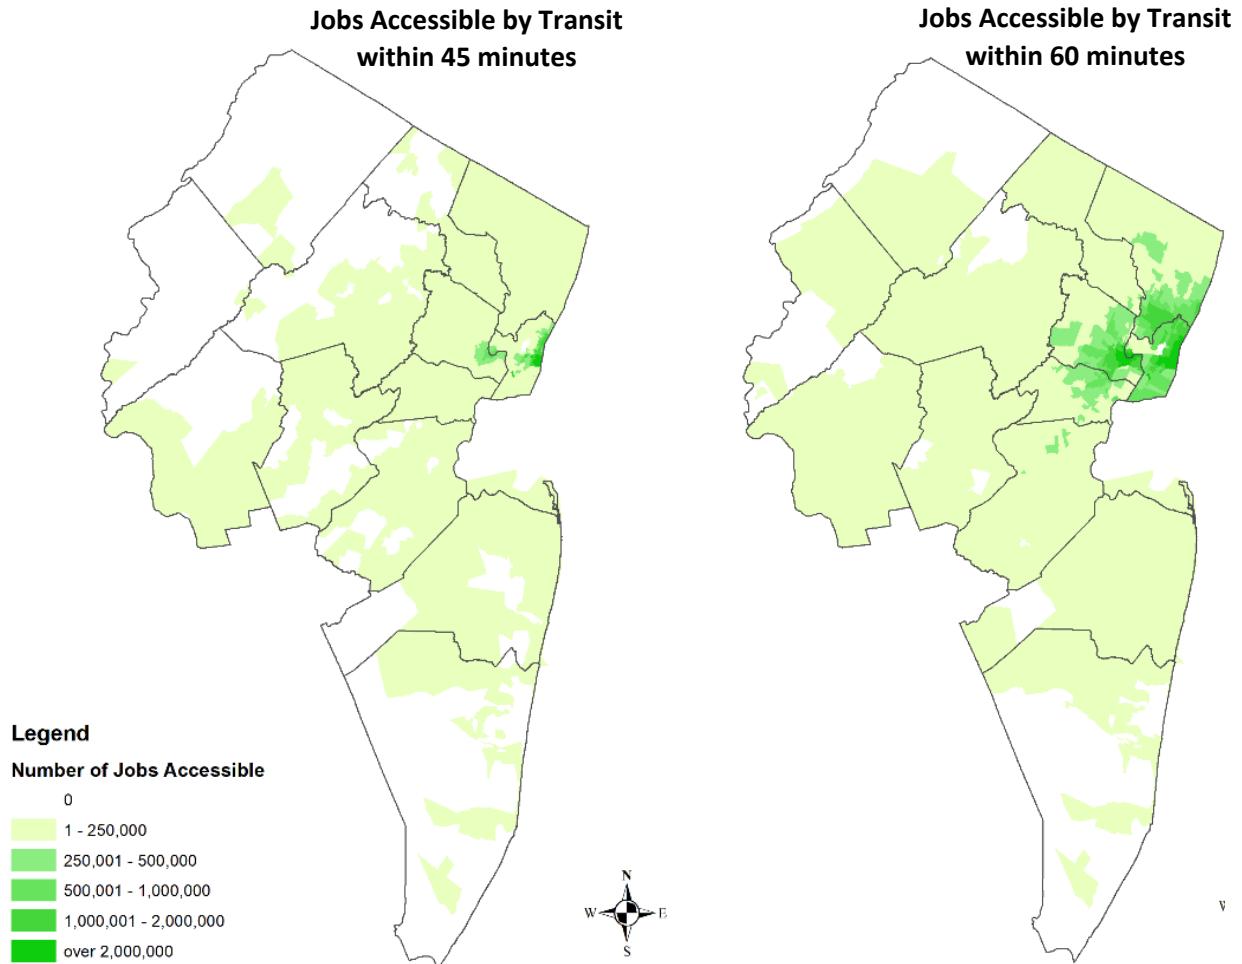 Jobs Accessible by Transit
within 45 minutes
Jobs Accessible by Transit
within 60 minutes
Legend
Number of Jobs Accessible
0
1 - 250,000
250,001 - 500,000
500,001 - 1,000,000
1,000,001 - 2,000,000
over 2,000,000
N
W
E
S